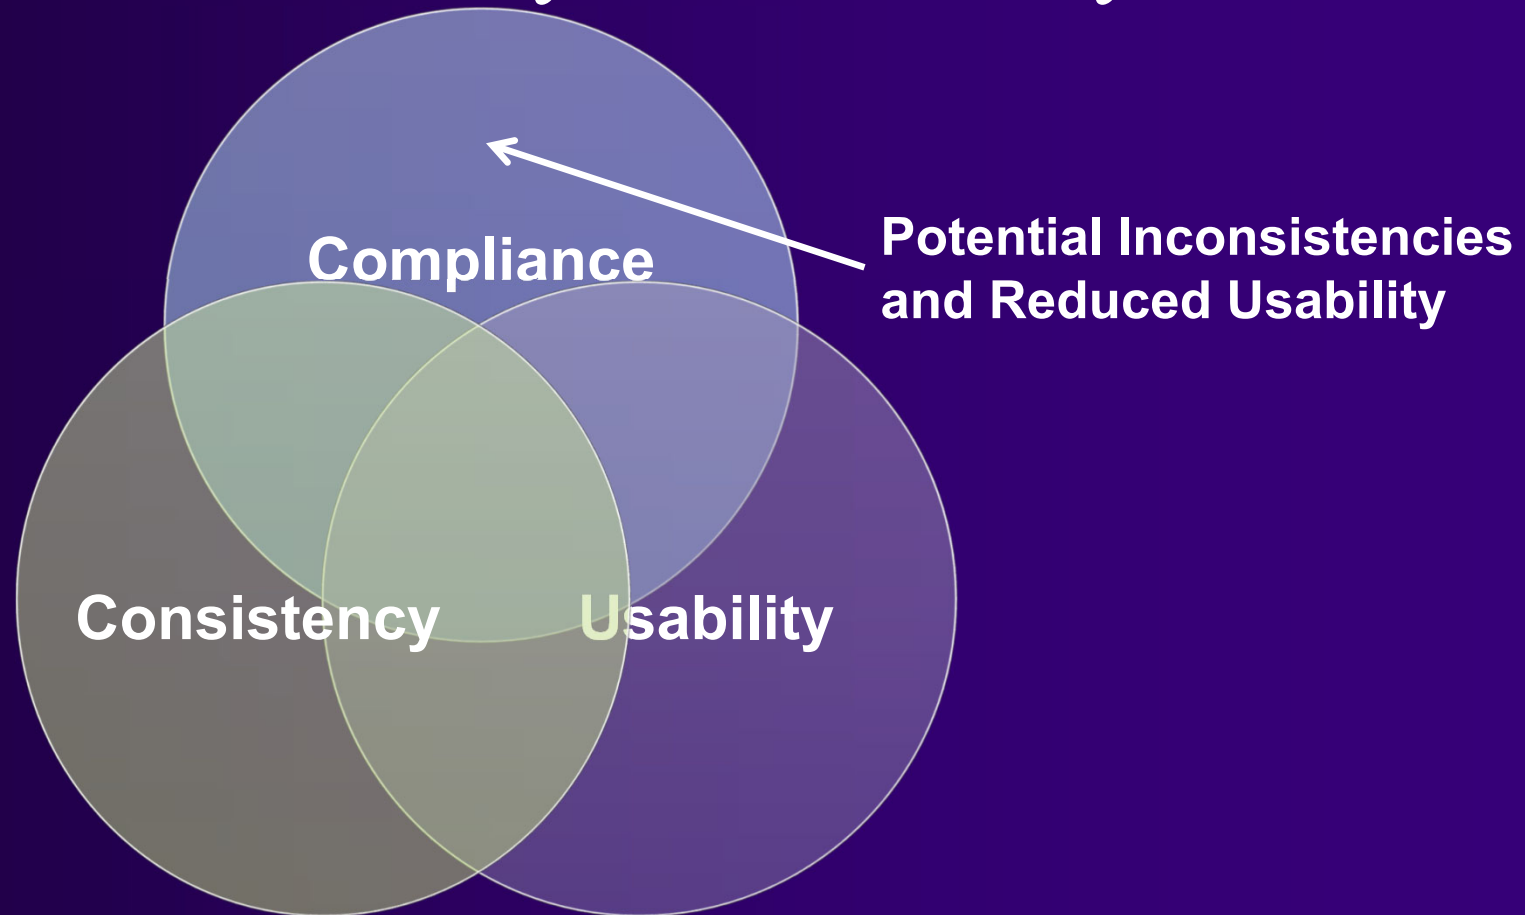 Compliance
Potential Inconsistencies
and Reduced Usability
Consistency
Usability